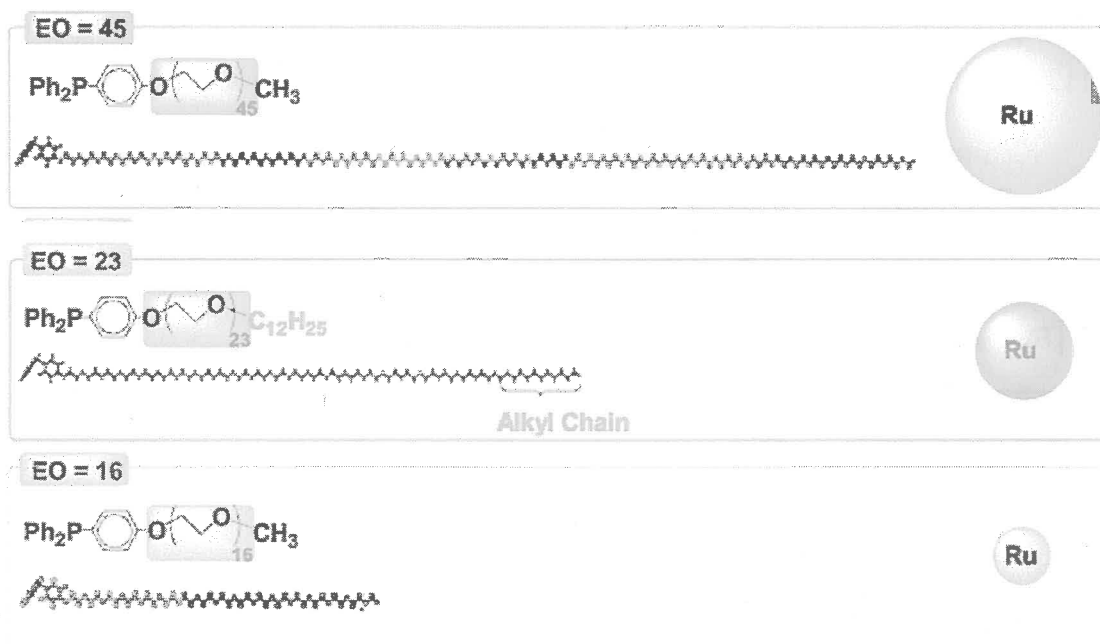 EO = 45
Ph₂P O O CH₃
45
Ru
EO = 23
Ph₂P O O C₁₂H₂₅
23
Ru
Alkyl Chain
EO = 16
Ph₂P O O CH₃
16
Ru